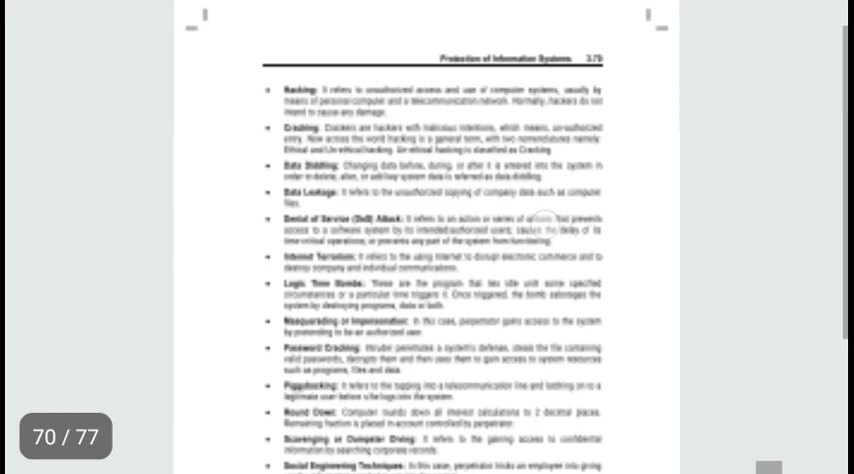 Protection of Information Systems 3.70
Hacking: It refers to unauthorized access and use of computer systems, usually by
means of personal computer and a telecommunication network. Normally, hackers do not
intend to cause any damage.
Cracking: Crackers are hackers with malicious intentions, which means, un-authorized
entry. Now across the world hacking is a general term, with two nomenclatures namely:
Ethical and Un-ethical hacking. Un-ethical hacking is classified as Cracking.
Data Diddling: Changing data before, during, or after it is entered into the system in
order to delete, alter, or add key system data is referred as data diddling.
Data Leakage: It refers to the unauthorized copying of company data such as computer
files.
Denial of Service (DoS) Attack: It refers to an action or series of actions that prevents
access to a software system by its intended/authorized users; causes the delay of its
time-critical operations; or prevents any part of the system from functioning.
Internet Terrorism: It refers to the using Internet to disrupt electronic commerce and to
destroy company and individual communications.
Logic Time Bombs: These are the program that lies idle until some specified
circumstances or a particular time triggers it. Once triggered, the bomb sabotages the
system by destroying programs, data or both.
Masquerading or Impersonation: In this case, perpetrator gains access to the system
by pretending to be an authorized user.
Password Cracking: Intruder penetrates a system's defense, steals the file containing
valid passwords, decrypts them and then uses them to gain access to system resources
such as programs, files and data.
Piggybacking: It refers to the tapping into a telecommunication line and latching on to a
legitimate user before s/he logs into the system.
Round Down: Computer rounds down all interest calculations to 2 decimal places.
Remaining fraction is placed in account controlled by perpetrator.
Scavenging or Dumpster Diving: It refers to the gaining access to confidential
information by searching corporate records.
Social Engineering Techniques: In this case, perpetrator tricks an employee into giving
70 / 77